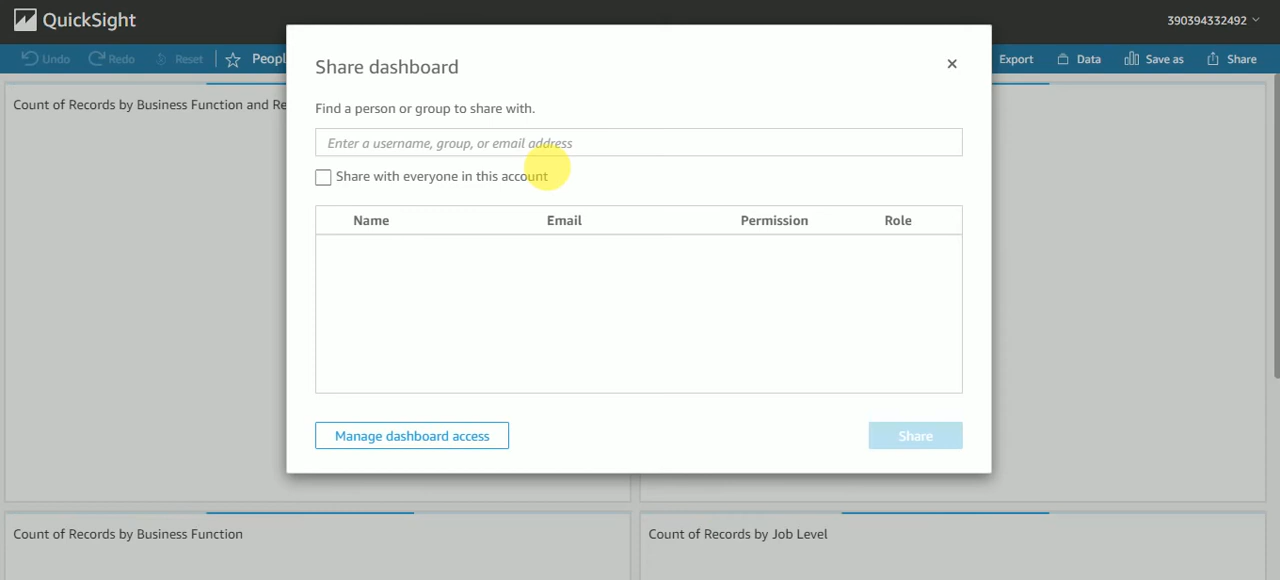 QuickSight
390394332492
Undo Redo Reset Peopl Export Data Save as Share
Share dashboard
Count of Records by Business Function and Re
Find a person or group to share with.
Enter a username, group, or email address
Share with everyone in this account
Name Email Permission Role
Manage dashboard access Share
Count of Records by Business Function
Count of Records by Job Level